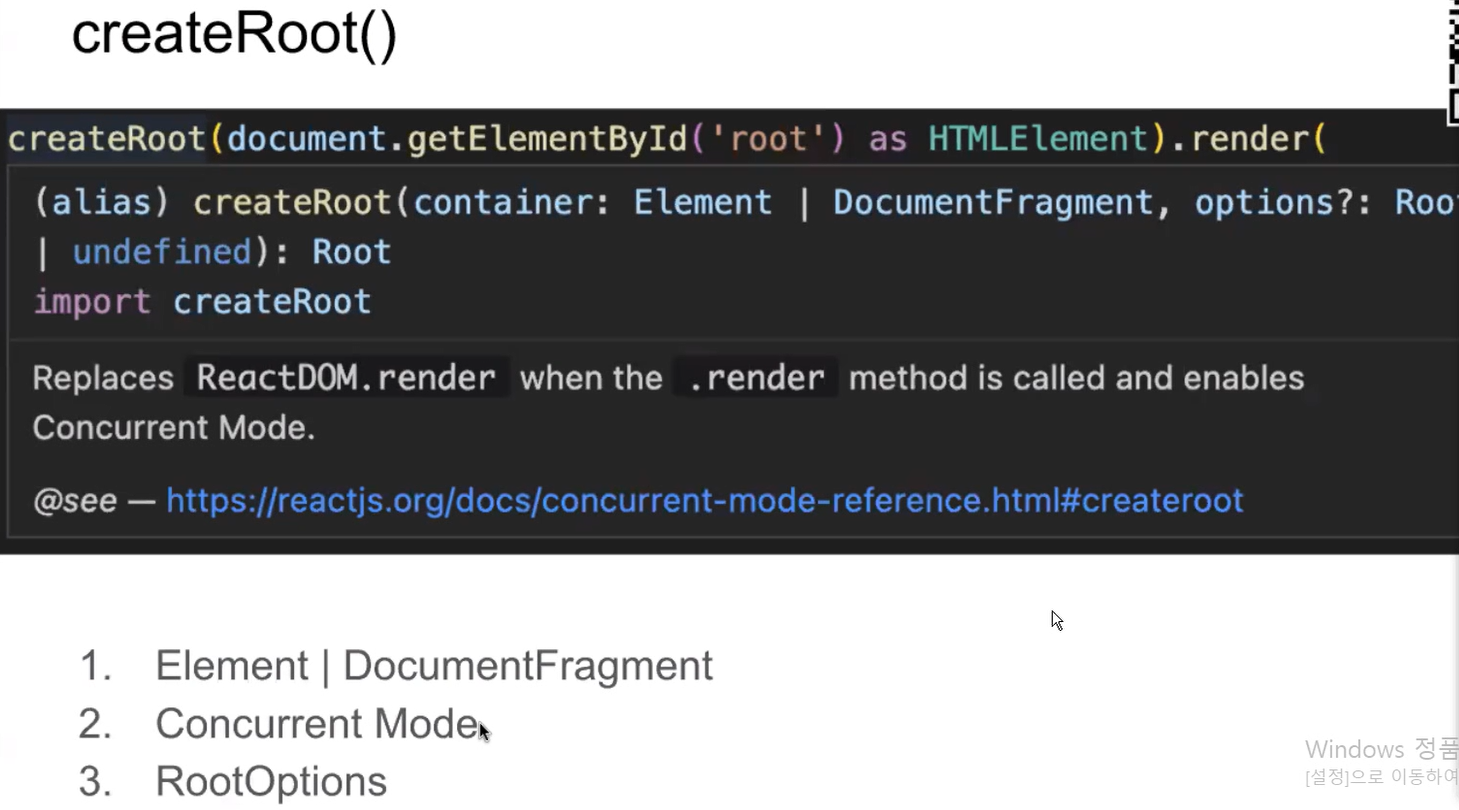 createRoot()
createRoot(document.getElementById('root') as HTMLElement).render(
(alias) createRoot(container: Element | DocumentFragment, options?: Roo
| undefined): Root
import createRoot
Replaces ReactDOM.render when the .render method is called and enables
Concurrent Mode.
@see — https://reactjs.org/docs/concurrent-mode-reference.html#createroot
1. Element | DocumentFragment
2. Concurrent Mode
3. RootOptions
Windows 정품
[설정]으로 이동하여